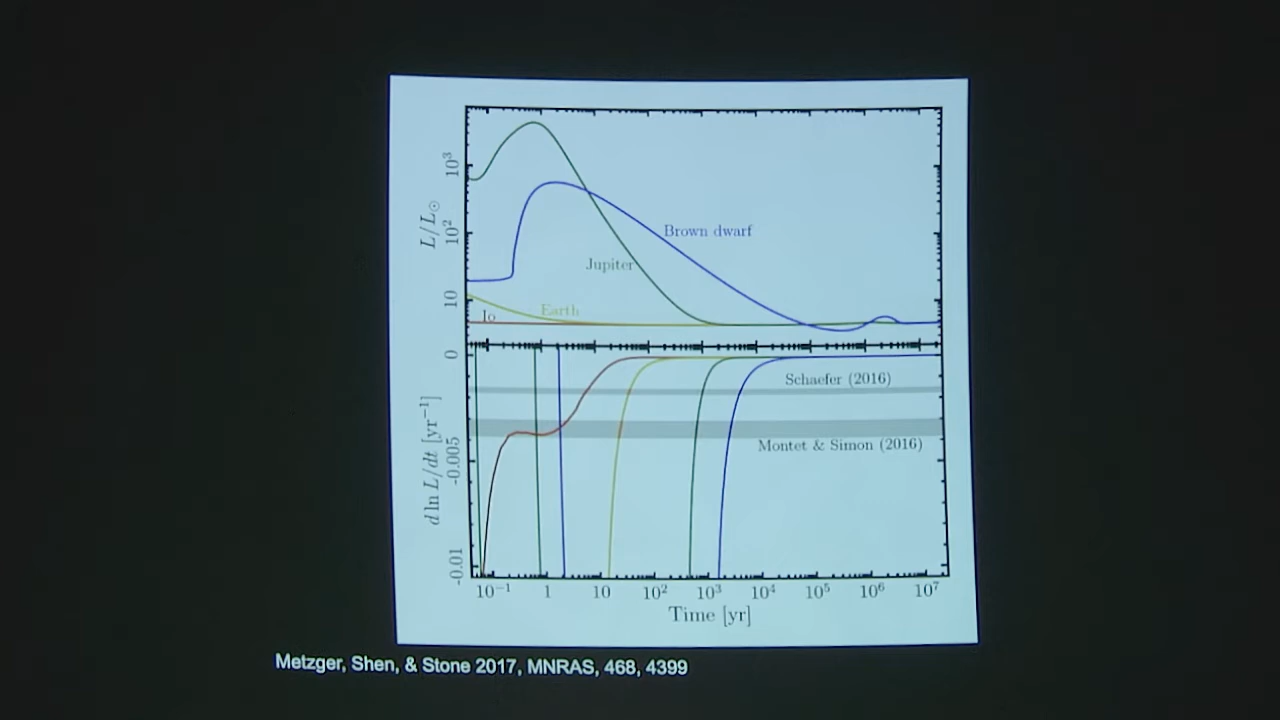 10³
L/L⊙
10²
Brown dwarf
Jupiter
10
Earth
Io
0
Schaefer (2016)
d ln L/dt [yr⁻¹]
Montet & Simon (2016)
-0.005
-0.01
10⁻¹ 1 10 10² 10³ 10⁴ 10⁵ 10⁶ 10⁷
Time [yr]
Metzger, Shen, & Stone 2017, MNRAS, 468, 4399